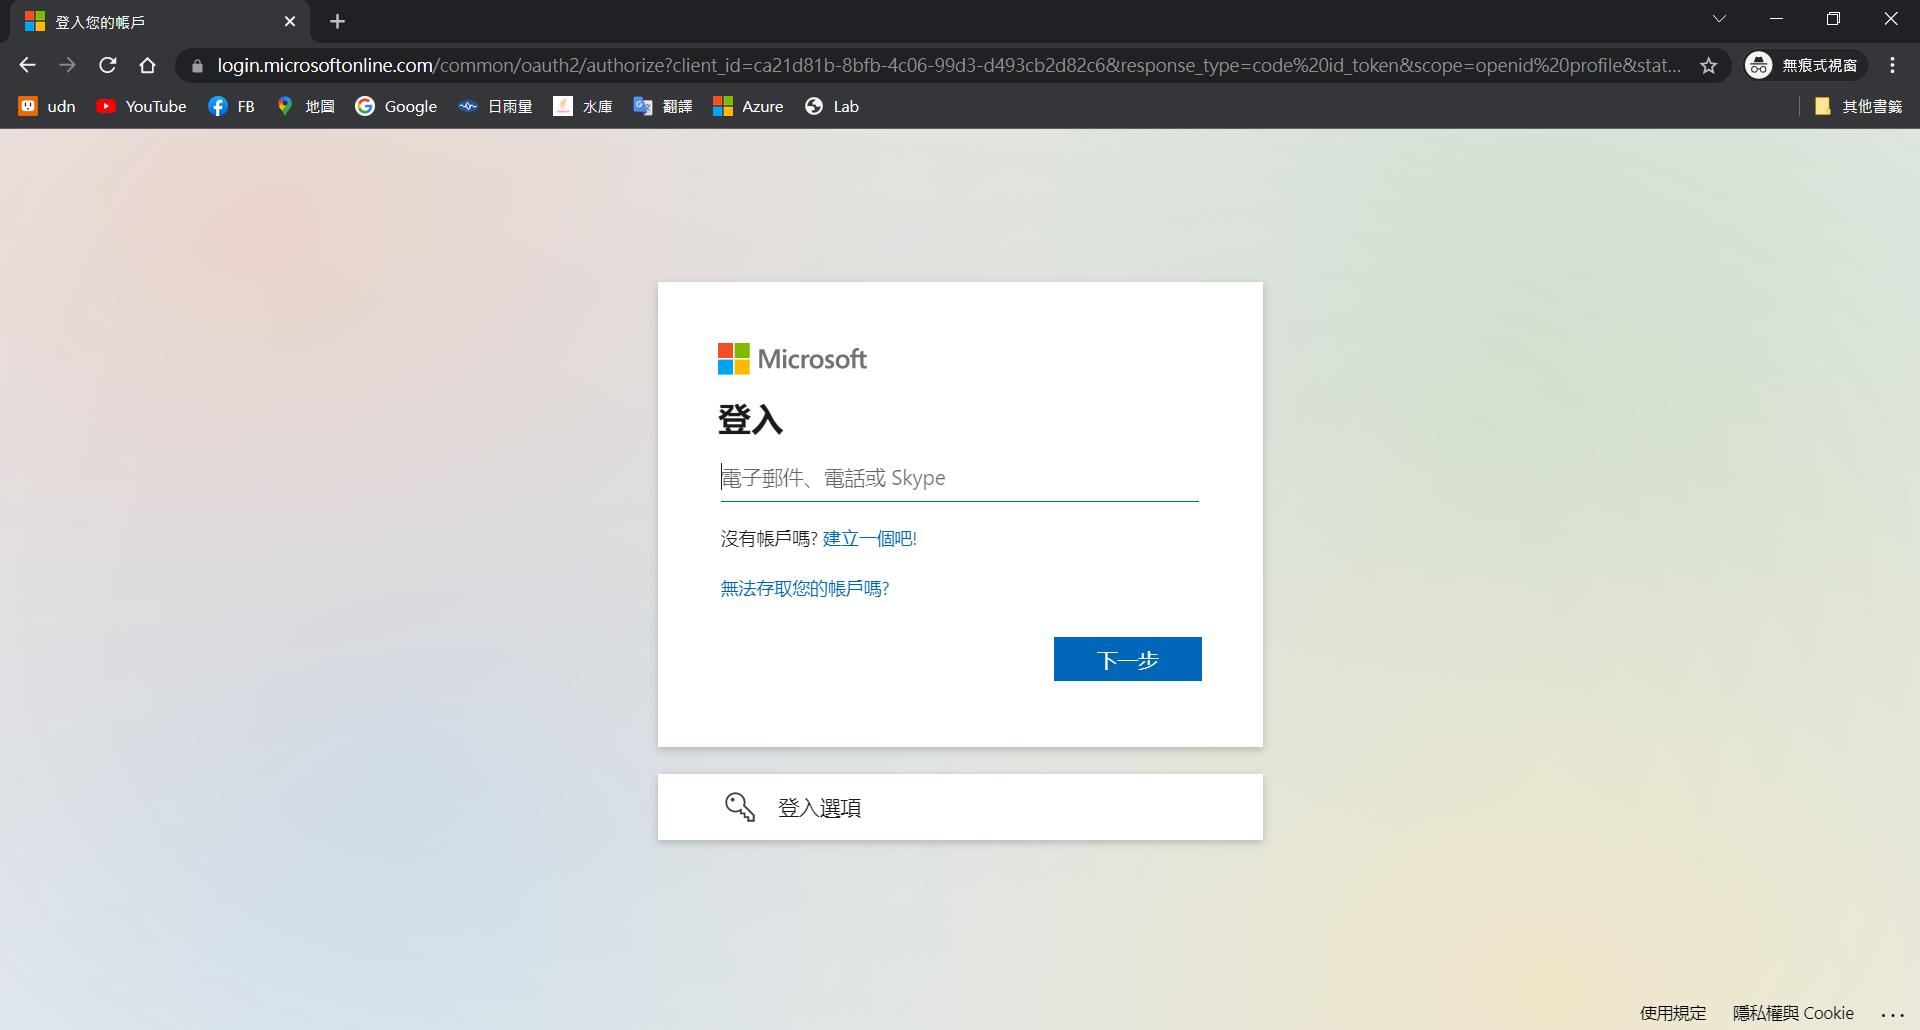 登入您的帳戶
login.microsoftonline.com/common/oauth2/authorize?client_id=ca21d81b-8bfb-4c06-99d3-d493cb2d82c6&response_type=code%20id_token&scope=openid%20profile&stat...
無痕式視窗
udn YouTube FB 地圖 Google 日雨量 水庫 翻譯 Azure Lab 其他書籤
Microsoft
登入
電子郵件、電話或 Skype
沒有帳戶嗎? 建立一個吧!
無法存取您的帳戶嗎?
下一步
登入選項
使用規定 隱私權與 Cookie ...